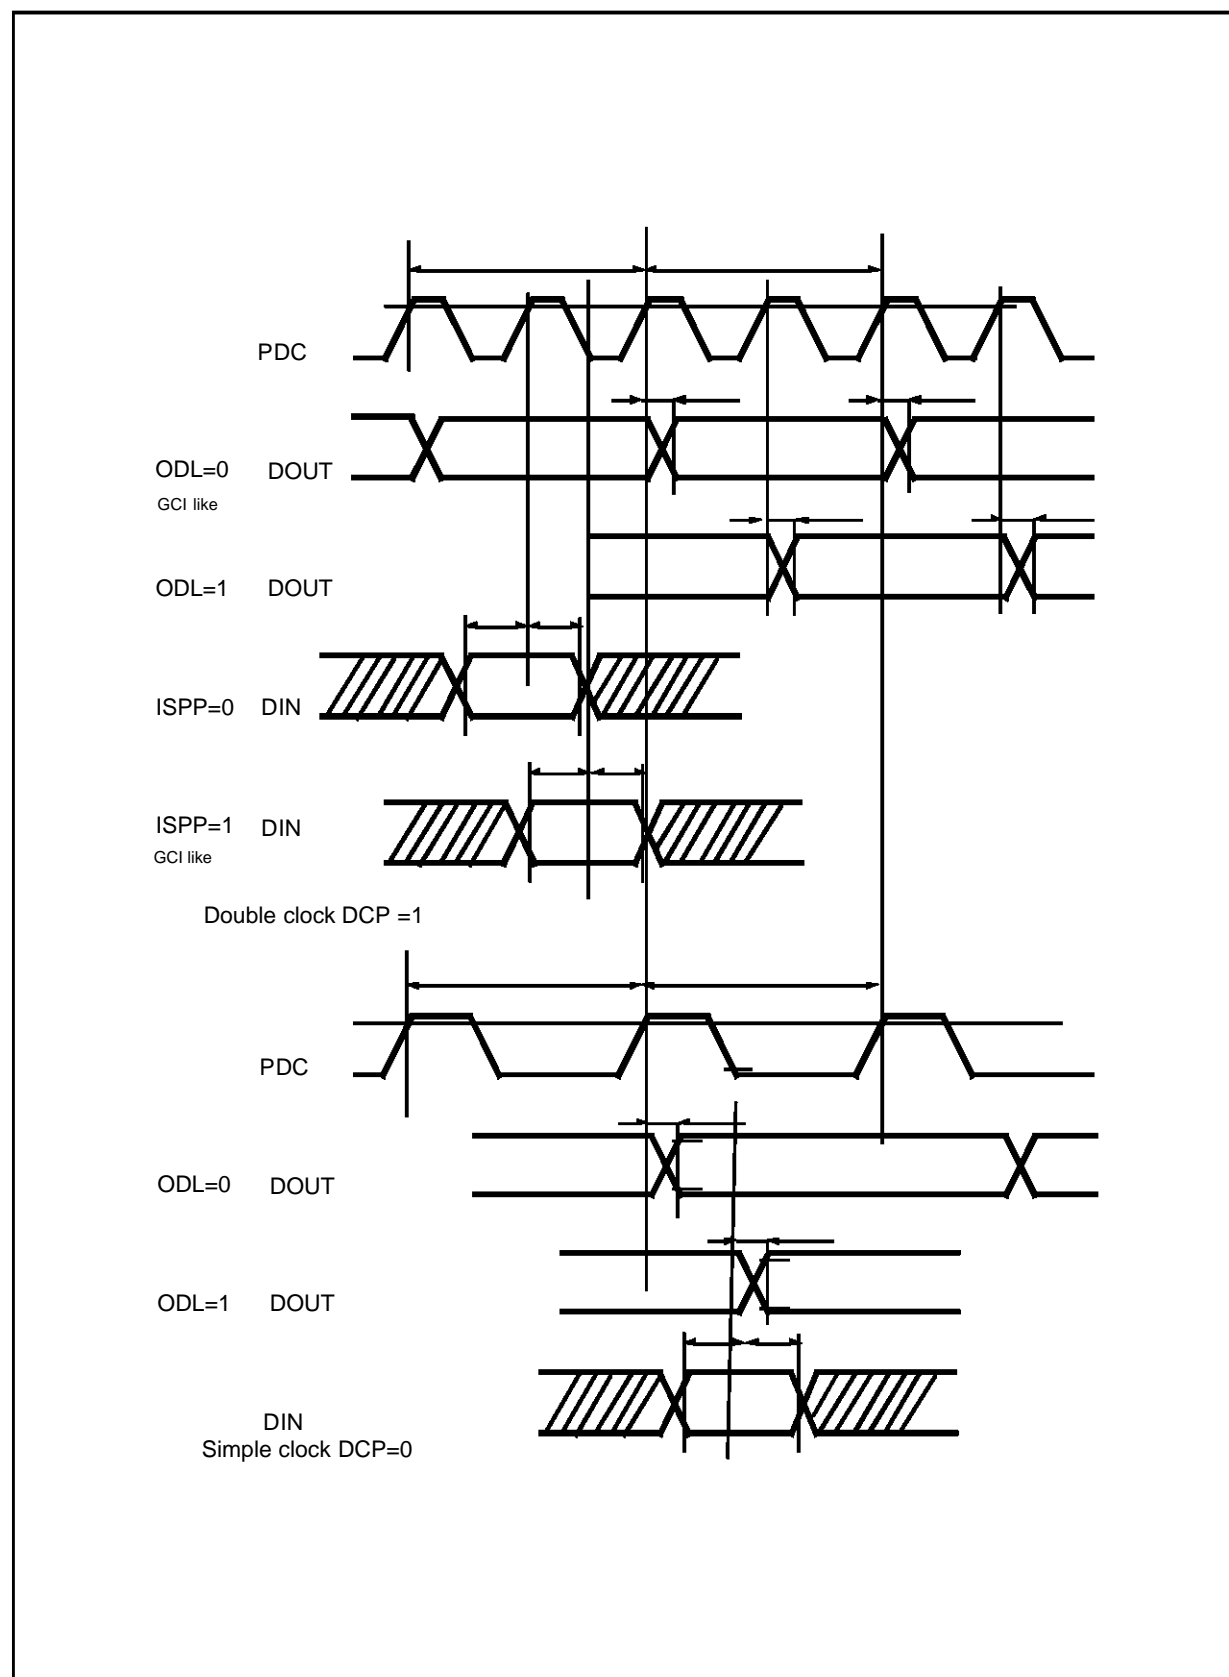 PDC
ODL=0 DOUT
GCI like
ODL=1 DOUT
ISPP=0 DIN
ISPP=1 DIN
GCI like
Double clock DCP =1
PDC
ODL=0 DOUT
ODL=1 DOUT
DIN
Simple clock DCP=0